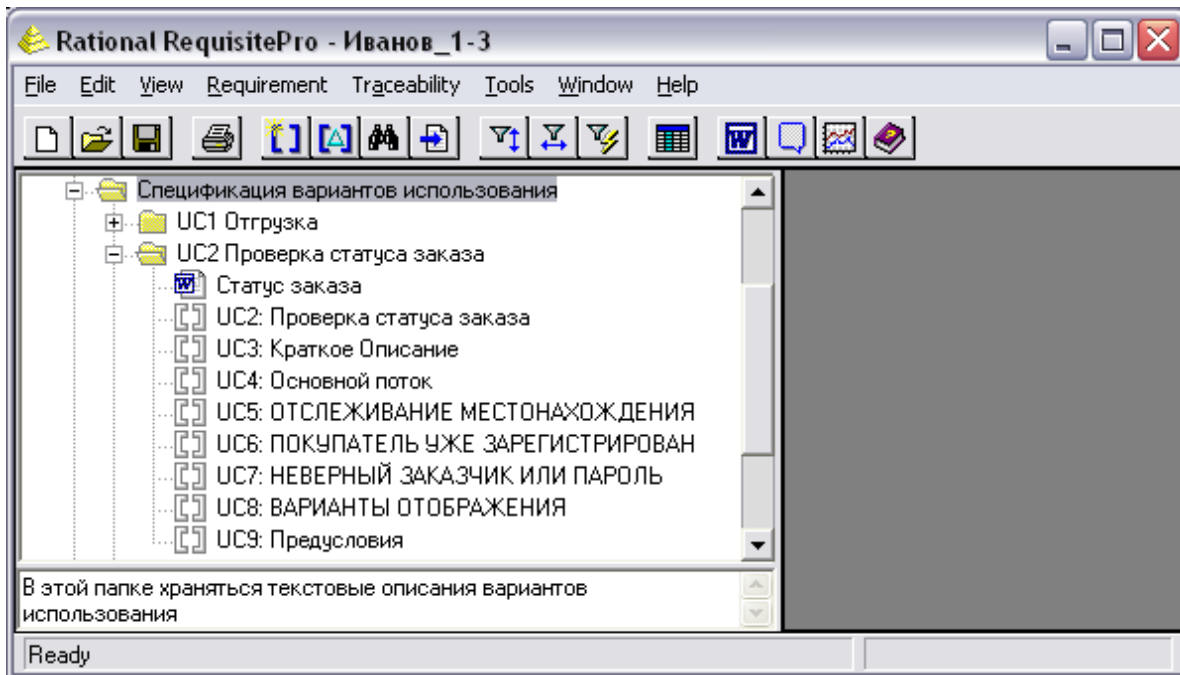 Rational RequisitePro - Иванов_1-3
File Edit View Requirement Traceability Tools Window Help
Спецификация вариантов использования
UC1 Отгрузка
UC2 Проверка статуса заказа
Статус заказа
UC2: Проверка статуса заказа
UC3: Краткое Описание
UC4: Основной поток
UC5: ОТСЛЕЖИВАНИЕ МЕСТОНАХОЖДЕНИЯ
UC6: ПОКУПАТЕЛЬ УЖЕ ЗАРЕГИСТРИРОВАН
UC7: НЕВЕРНЫЙ ЗАКАЗЧИК ИЛИ ПАРОЛЬ
UC8: ВАРИАНТЫ ОТОБРАЖЕНИЯ
UC9: Предусловия
В этой папке храняться текстовые описания вариантов
использования
Ready